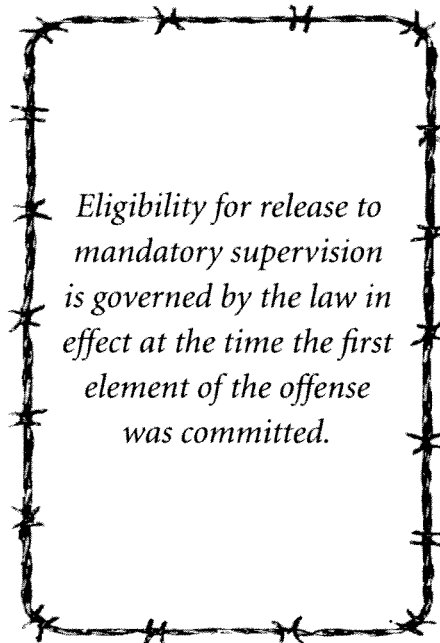 Eligibility for release to
mandatory supervision
is governed by the law in
effect at the time the first
element of the offense
was committed.